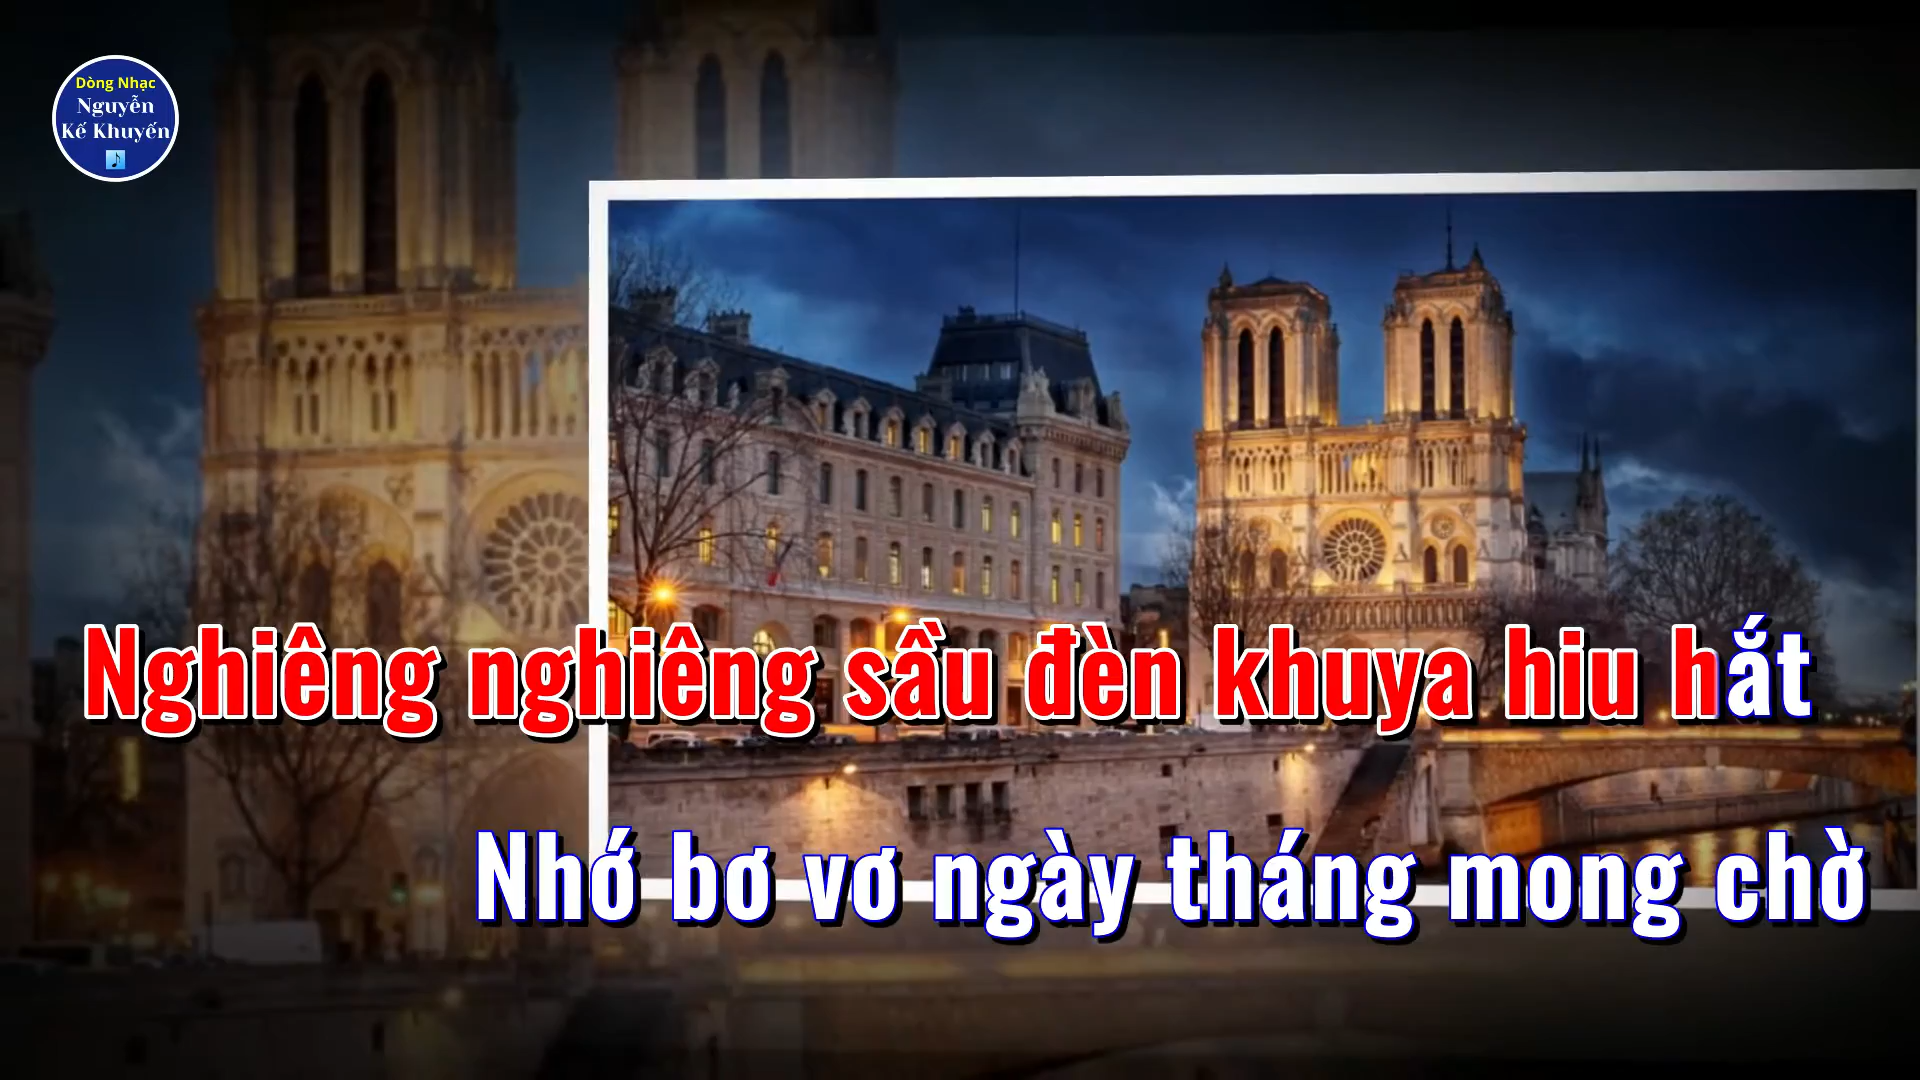 Dòng Nhạc
Nguyễn
Kế Khuyến
Nghiêng nghiêng sầu đèn khuya hiu hắt
Nhớ bơ vơ ngày tháng mong chờ